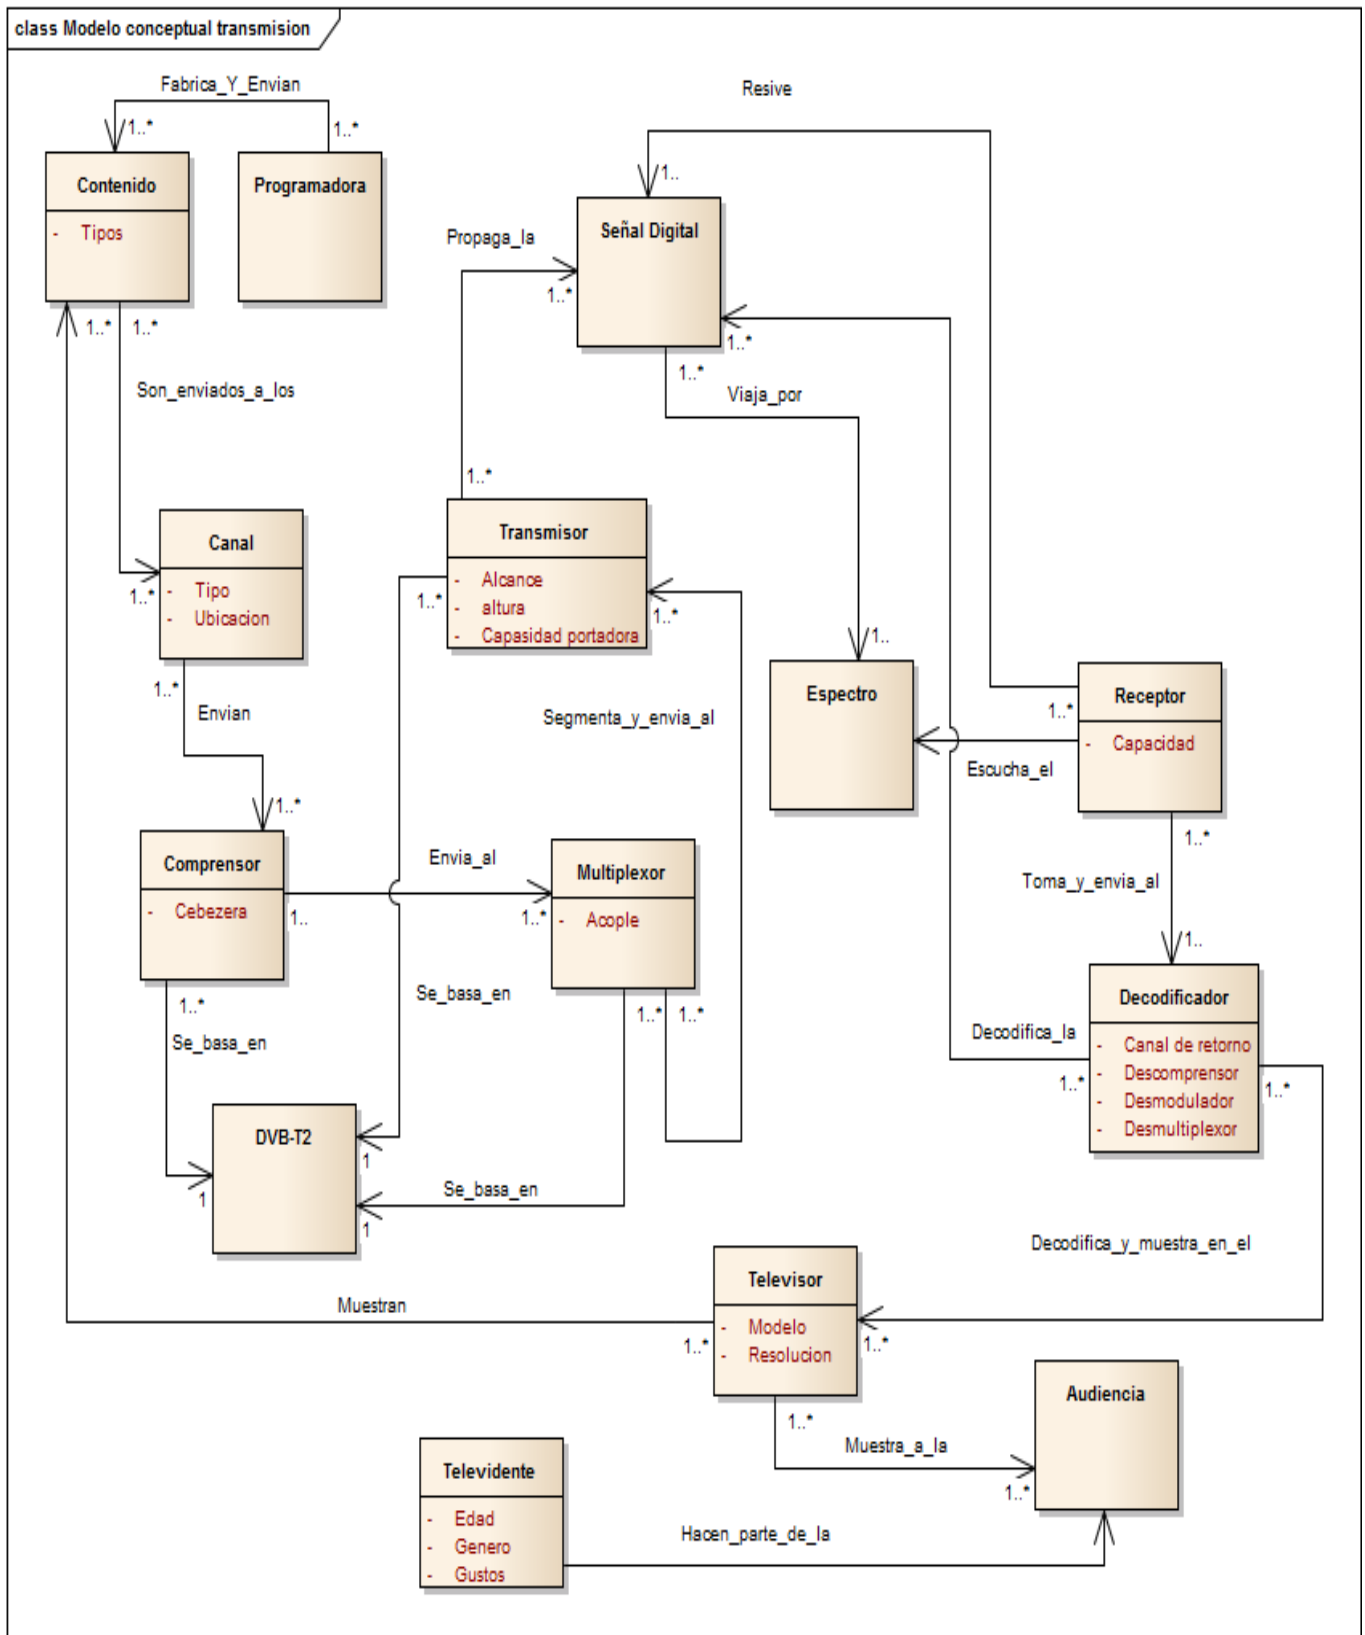 class Modelo conceptual transmision
Fabrica_Y_Envian
1..*
1..*
Contenido
- Tipos
Programadora
Resive
1..
Señal Digital
Propaga_la
1..*
1..*
1..*
1..*
1..*
Son_enviados_a_los
Viaja_por
1..*
Transmisor
- Alcance
- altura
- Capasidad portadora
1..*
1..*
Canal
- Tipo
- Ubicacion
1..*
1..*
Envian
Segmenta_y_envia_al
1..
Espectro
Receptor
- Capacidad
1..*
Escucha_el
1..*
1..*
Comprensor
- Cebezera
1..
Envia_al
1..*
Multiplexor
- Acople
Toma_y_envia_al
1..
1..*
Se_basa_en
Se_basa_en
1..*
1..*
Decodificador
- Canal de retorno
- Descomprensor
- Desmodulador
- Desmultiplexor
Decodifica_la
1..*
1..*
DVB-T2
1
1
1
Se_basa_en
Decodifica_y_muestra_en_el
Muestran
1..*
Televisor
- Modelo
- Resolucion
1..*
1..*
Muestra_a_la
1..*
Audiencia
Televidente
- Edad
- Genero
- Gustos
Hacen_parte_de_la